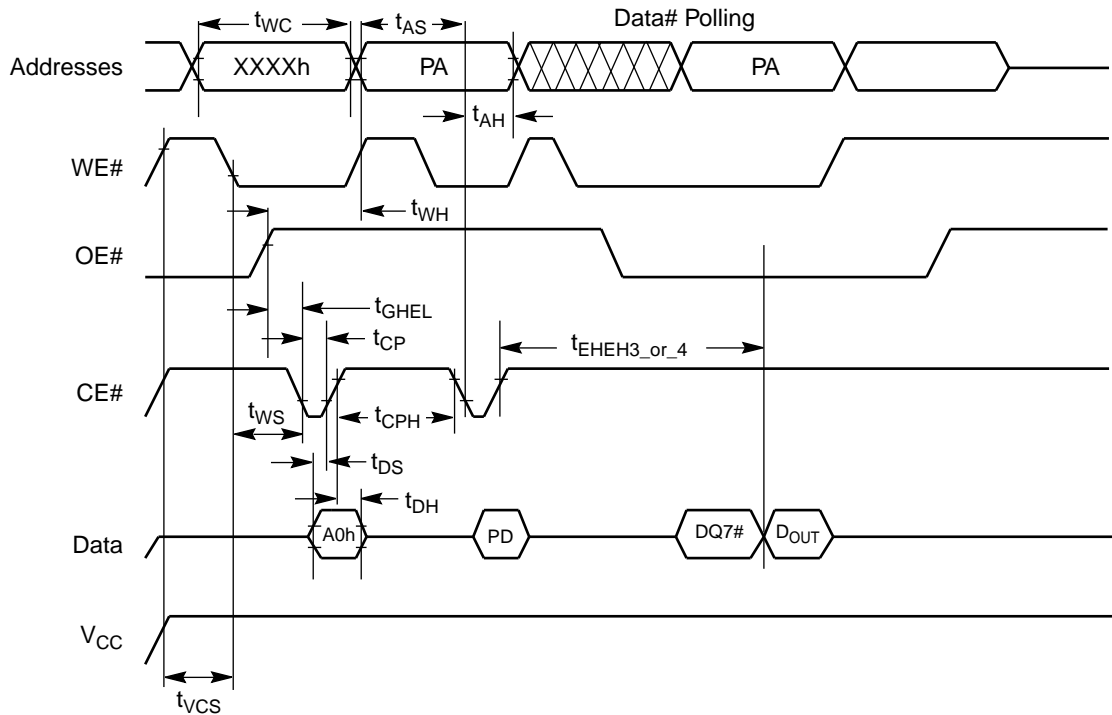 Data# Polling
tWC
tAS
Addresses
XXXXh
PA
PA
tAH
WE#
tWH
OE#
tGHEL
tCP
tEHEH3_or_4
CE#
tWS
tCPH
tDS
tDH
Data
A0h
PD
DQ7#
DOUT
VCC
tVCS